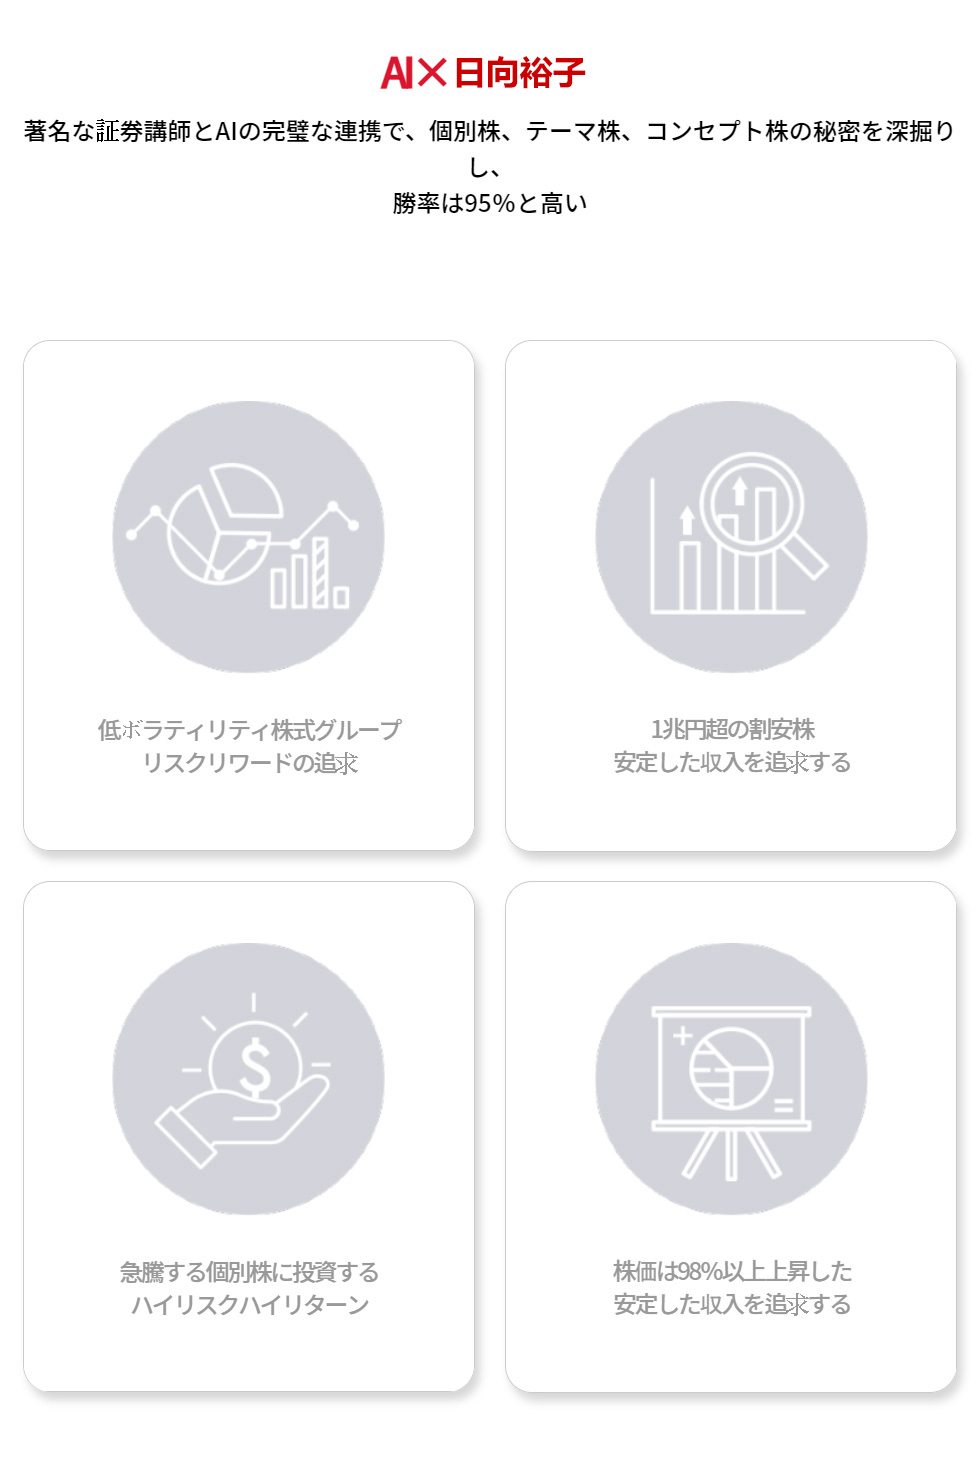 AI×日向裕子
著名な証券講師とAIの完璧な連携で、個別株、テーマ株、コンセプト株の秘密を深掘り
し、
勝率は95%と高い
低ボラティリティ株式グループ
リスクリワードの追求
1兆円超の割安株
安定した収入を追求する
急騰する個別株に投資する
ハイリスクハイリターン
株価は98%以上上昇した
安定した収入を追求する